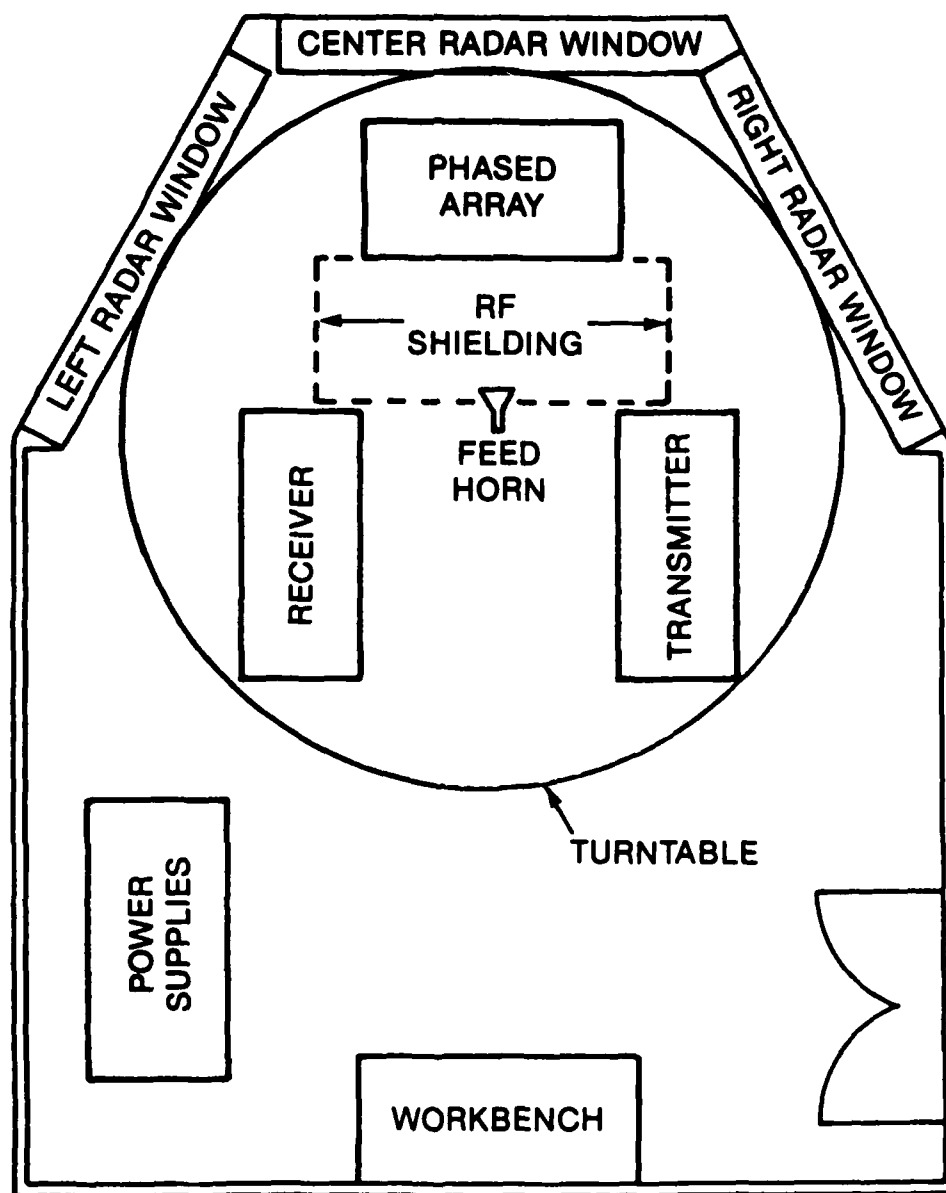 CENTER RADAR WINDOW
LEFT RADAR WINDOW
RIGHT RADAR WINDOW
PHASED
ARRAY
RF
SHIELDING
FEED
HORN
RECEIVER
TRANSMITTER
TURNTABLE
POWER
SUPPLIES
WORKBENCH